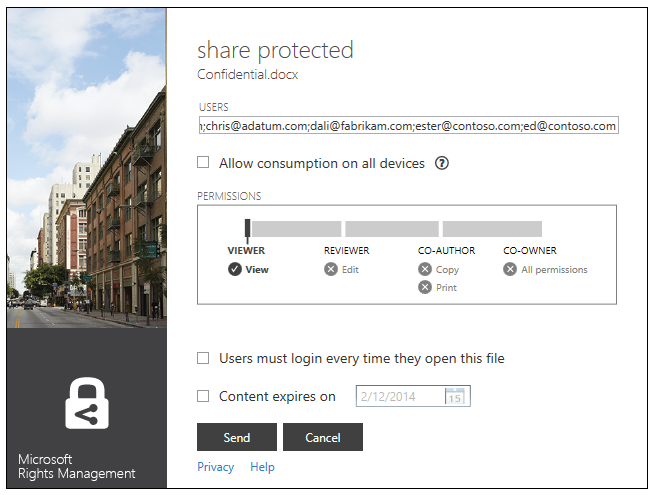 share protected
Confidential.docx
USERS
;chris@adatum.com;dali@fabrikam.com;ester@contoso.com;ed@contoso.com
Allow consumption on all devices ?
PERMISSIONS
VIEWER REVIEWER CO-AUTHOR CO-OWNER
View Edit Copy All permissions
Print
Users must login every time they open this file
Content expires on 2/12/2014 15
Send Cancel
Privacy Help
Microsoft
Rights Management